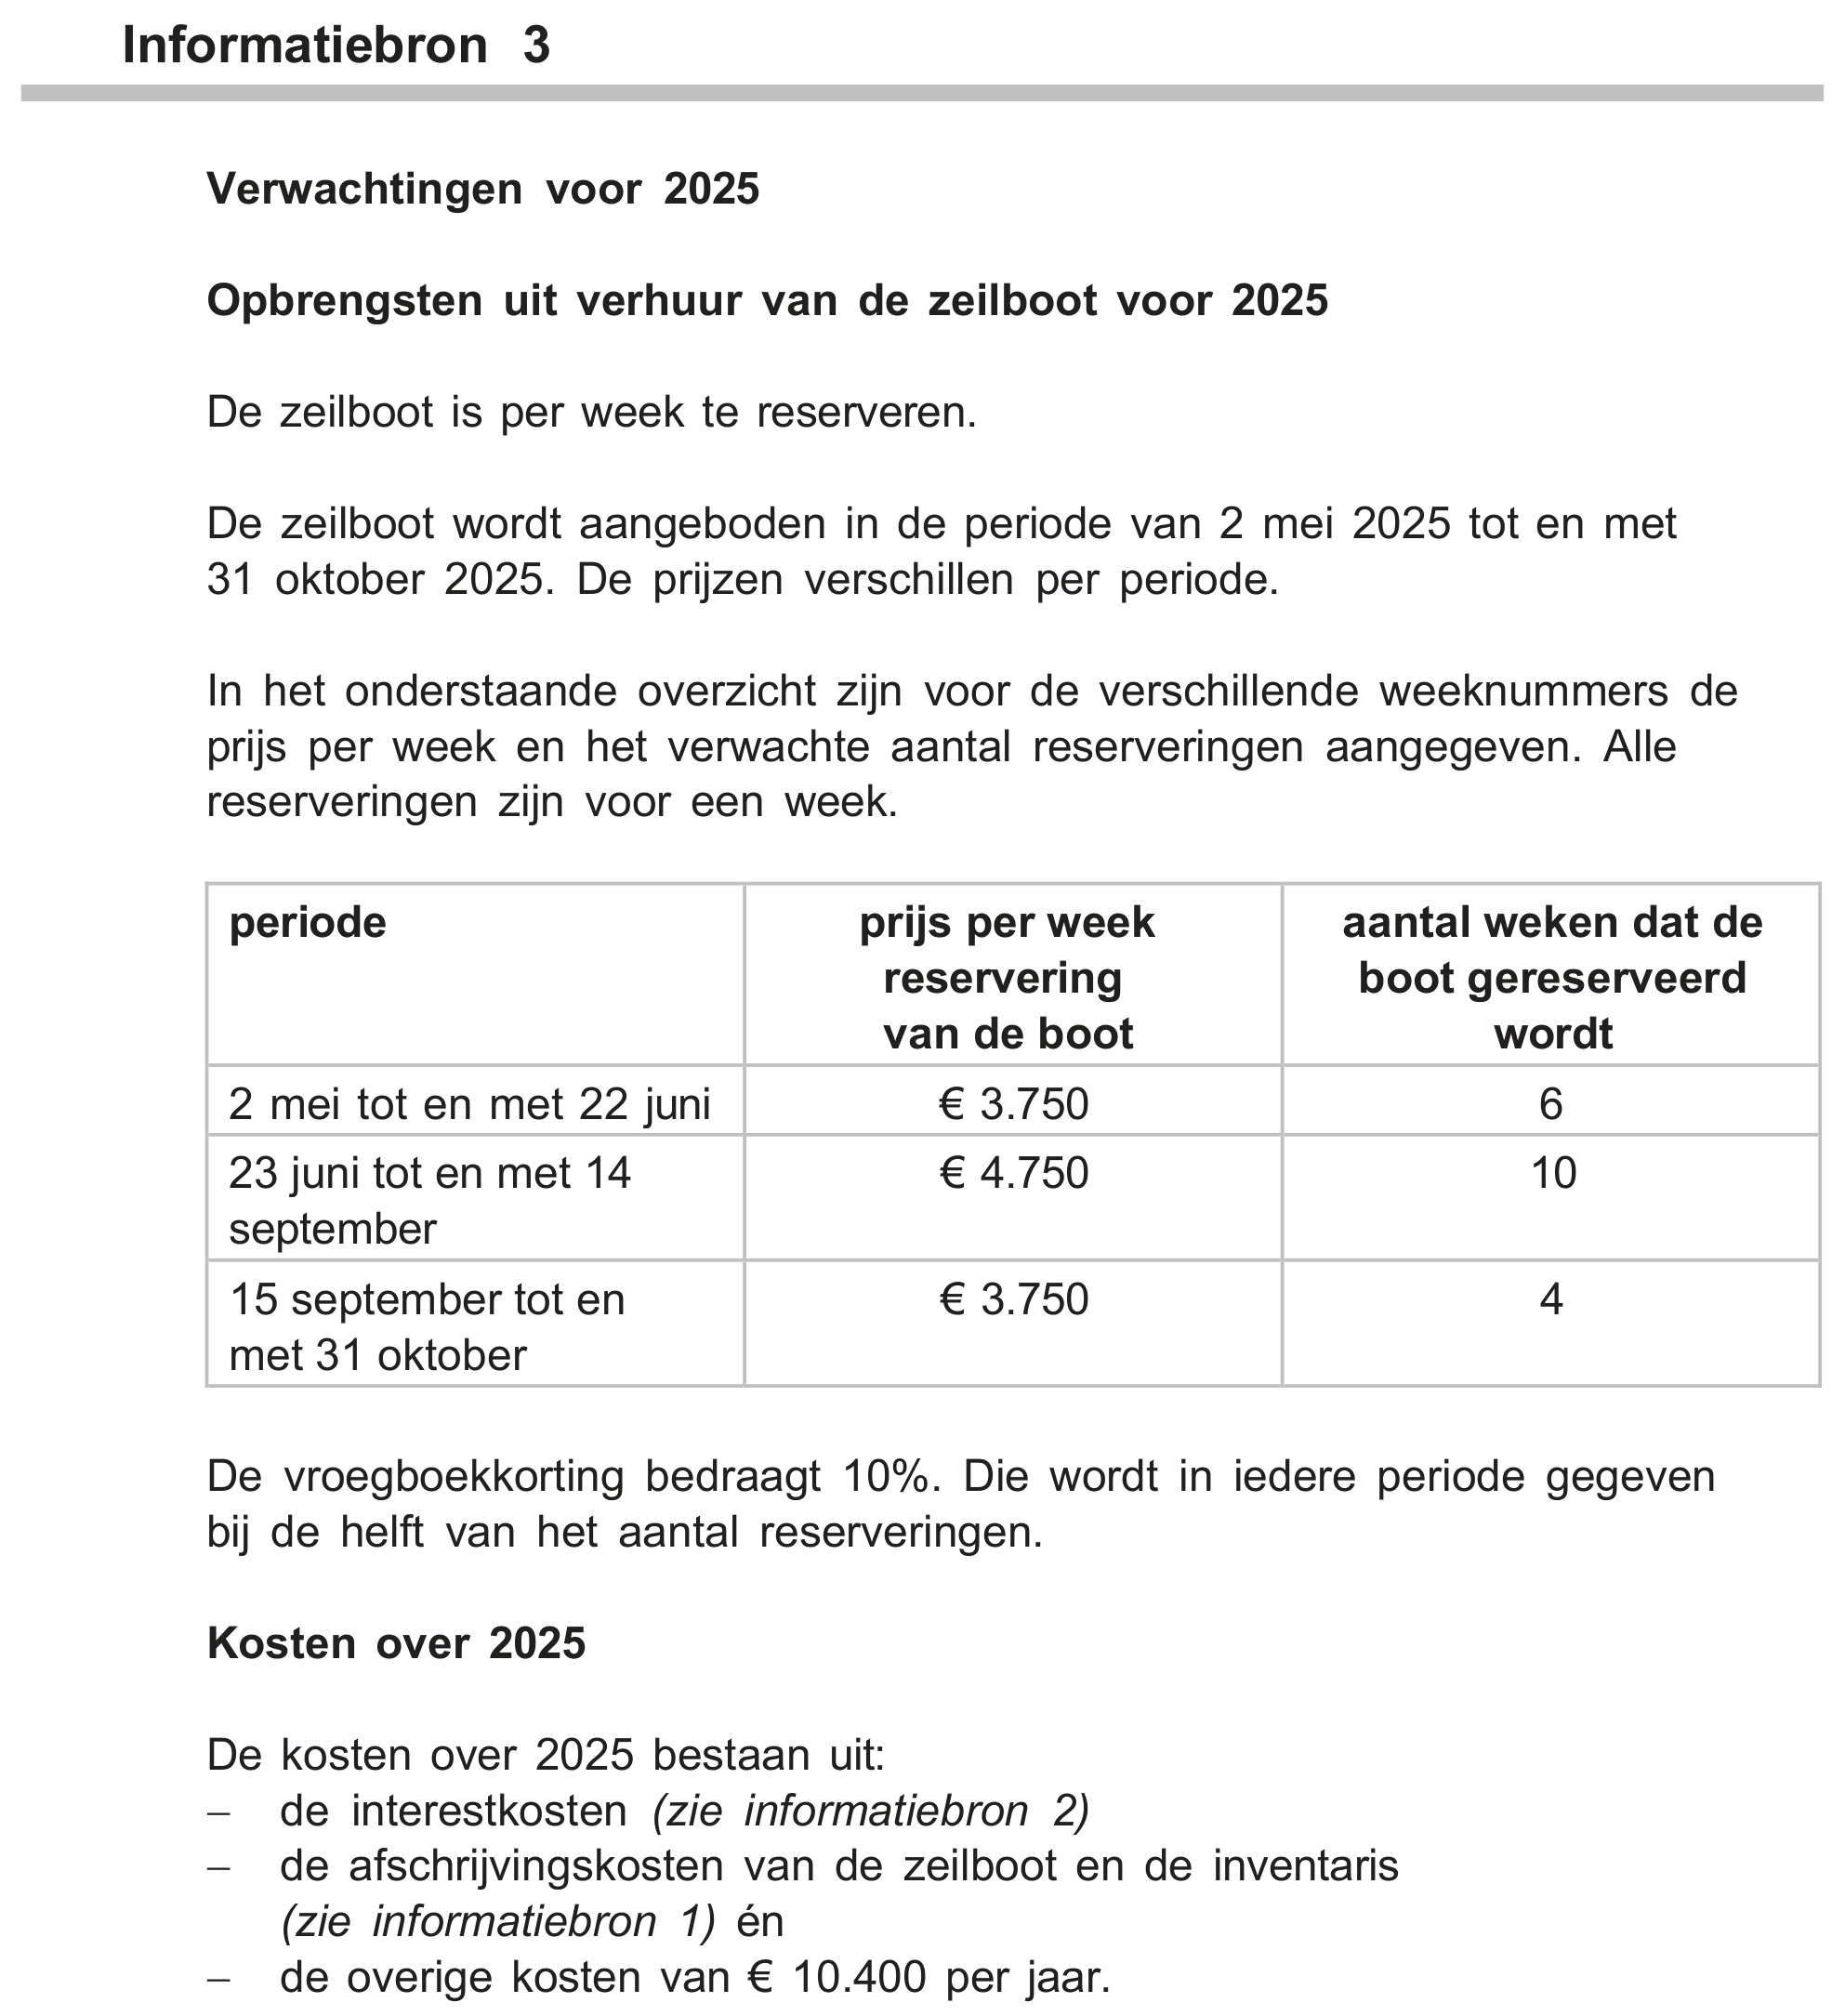 Informatiebron 3
Verwachtingen voor 2025
Opbrengsten uit verhuur van de zeilboot voor 2025
De zeilboot is per week te reserveren.
De zeilboot wordt aangeboden in de periode van 2 mei 2025 tot en met
31 oktober 2025. De prijzen verschillen per periode.
In het onderstaande overzicht zijn voor de verschillende weeknummers de
prijs per week en het verwachte aantal reserveringen aangegeven. Alle
reserveringen zijn voor een week.
periode
prijs per week
reservering
van de boot
aantal weken dat de
boot gereserveerd
wordt
2 mei tot en met 22 juni
€ 3.750
6
23 juni tot en met 14
september
€ 4.750
10
15 september tot en
met 31 oktober
€ 3.750
4
De vroegboekkorting bedraagt 10%. Die wordt in iedere periode gegeven
bij de helft van het aantal reserveringen.
Kosten over 2025
De kosten over 2025 bestaan uit:
– de interestkosten (zie informatiebron 2)
– de afschrijvingskosten van de zeilboot en de inventaris
(zie informatiebron 1) én
– de overige kosten van € 10.400 per jaar.